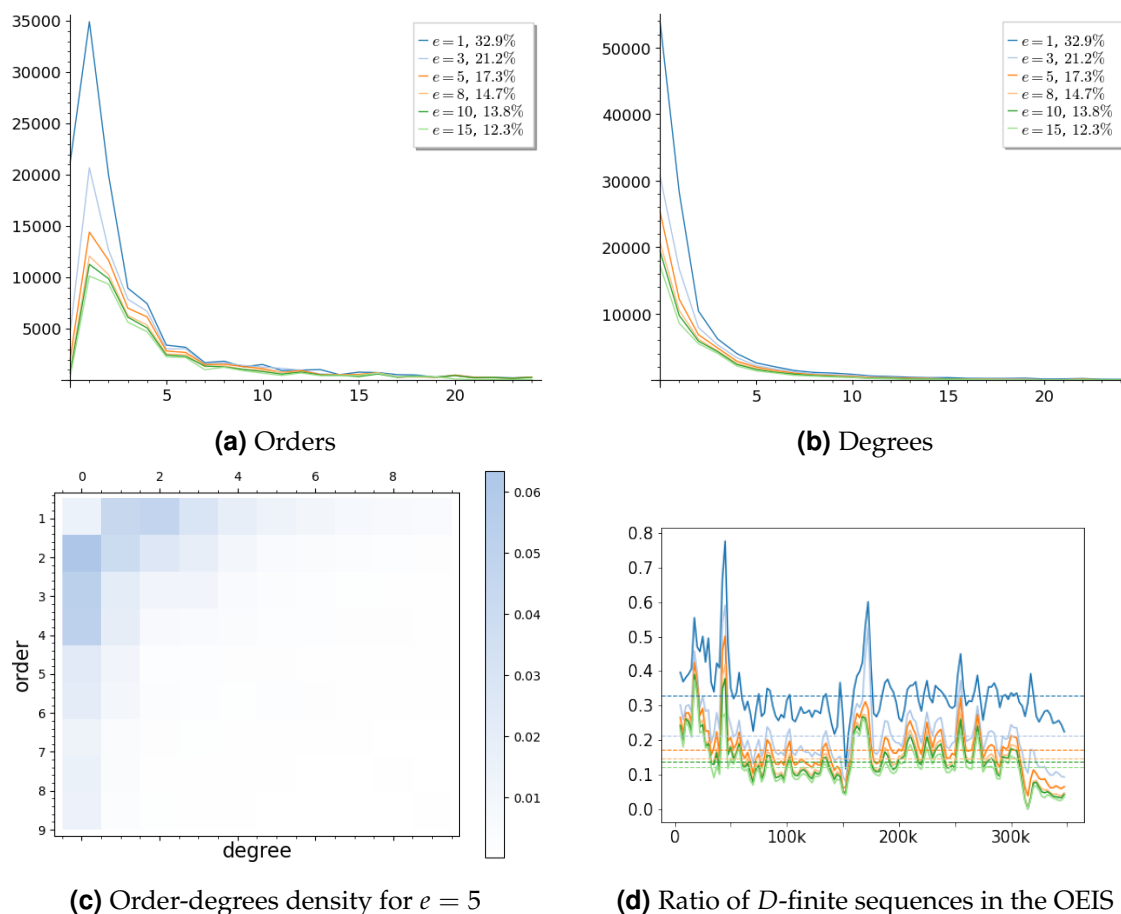 35000
30000
25000
20000
15000
10000
5000
5
10
15
20
e = 1, 32.9%
e = 3, 21.2%
e = 5, 17.3%
e = 8, 14.7%
e = 10, 13.8%
e = 15, 12.3%
(a) Orders
50000
40000
30000
20000
10000
5
10
15
20
e = 1, 32.9%
e = 3, 21.2%
e = 5, 17.3%
e = 8, 14.7%
e = 10, 13.8%
e = 15, 12.3%
(b) Degrees
0 2 4 6 8
1
2
3
4
5
6
7
8
9
order
degree
0.06
0.05
0.04
0.03
0.02
0.01
(c) Order-degrees density for e = 5
0.8
0.7
0.6
0.5
0.4
0.3
0.2
0.1
0.0
0 100k 200k 300k
(d) Ratio of D-finite sequences in the OEIS